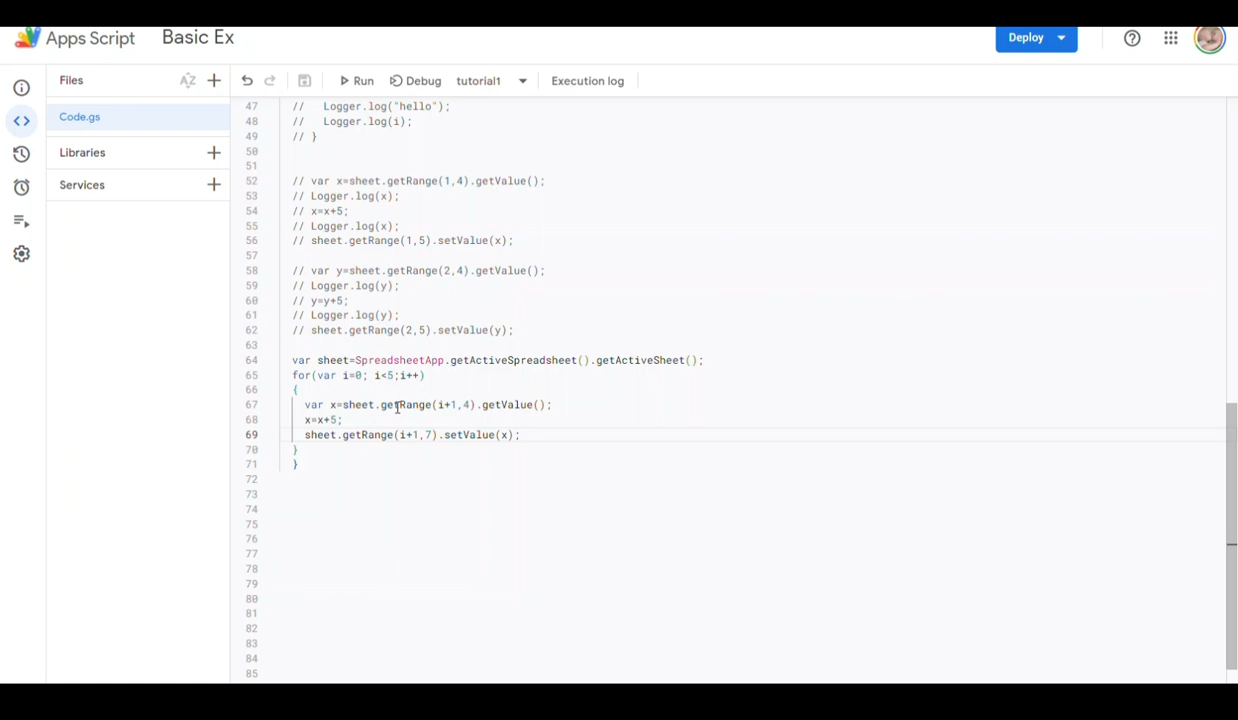 Apps Script Basic Ex
Deploy
Files AZ
Run Debug tutorial1 Execution log
Code.gs
Libraries
Services
47 // Logger.log("hello");
48 // Logger.log(i);
49 // }
50
51
52 // var x=sheet.getRange(1,4).getValue();
53 // Logger.log(x);
54 // x=x+5;
55 // Logger.log(x);
56 // sheet.getRange(1,5).setValue(x);
57
58 // var y=sheet.getRange(2,4).getValue();
59 // Logger.log(y);
60 // y=y+5;
61 // Logger.log(y);
62 // sheet.getRange(2,5).setValue(y);
63
64 var sheet=SpreadsheetApp.getActiveSpreadsheet().getActiveSheet();
65 for(var i=0; i<5;i++)
66 {
67 var x=sheet.getRange(i+1,4).getValue();
68 x=x+5;
69 sheet.getRange(i+1,7).setValue(x);
70 }
71 }
72
73
74
75
76
77
78
79
80
81
82
83
84
85